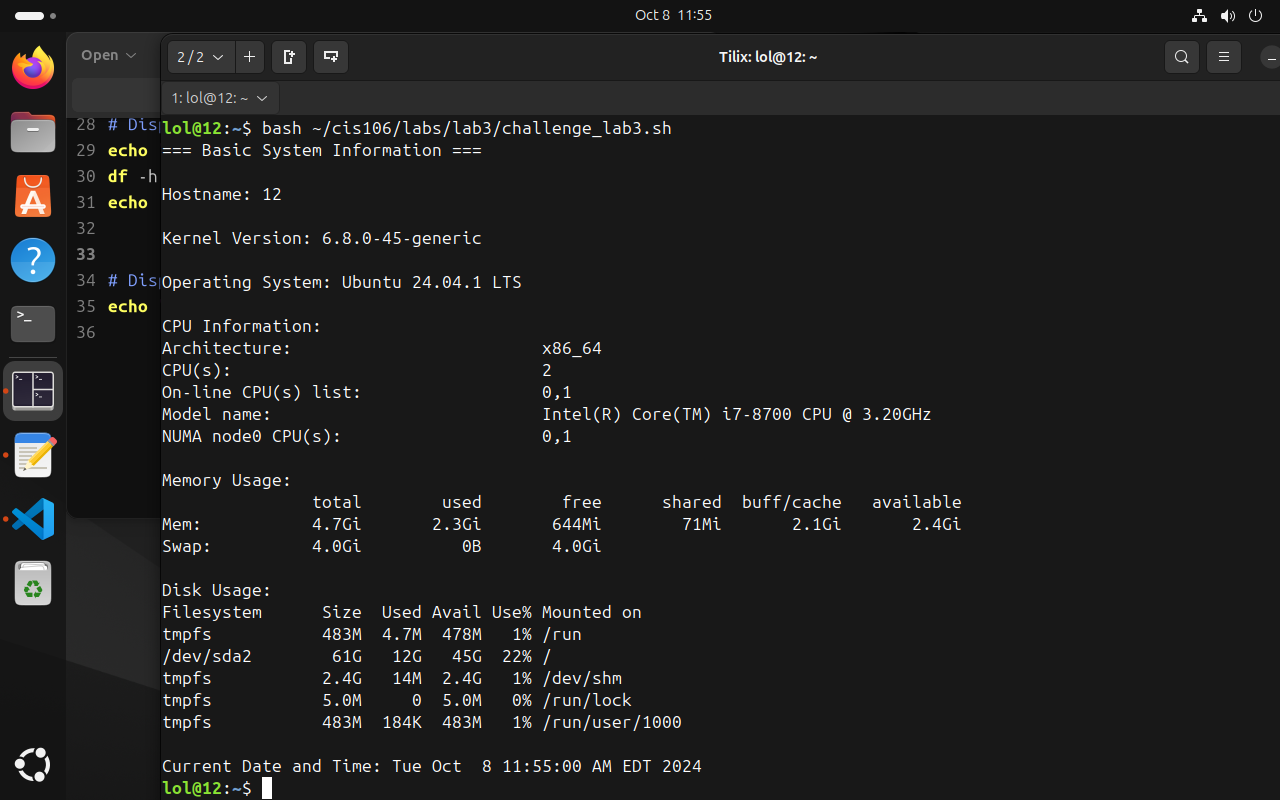 Oct 8 11:55
Open
2 / 2
Tilix: lol@12: ~
1: lol@12: ~
28 # Disp
29 echo
30 df -h
31 echo
32
33
34 # Disp
35 echo
36
lol@12:~$ bash ~/cis106/labs/lab3/challenge_lab3.sh
=== Basic System Information ===
Hostname: 12
Kernel Version: 6.8.0-45-generic
Operating System: Ubuntu 24.04.1 LTS
CPU Information:
Architecture: x86_64
CPU(s): 2
On-line CPU(s) list: 0,1
Model name: Intel(R) Core(TM) i7-8700 CPU @ 3.20GHz
NUMA node0 CPU(s): 0,1
Memory Usage:
total used free shared buff/cache available
Mem: 4.7Gi 2.3Gi 644Mi 71Mi 2.1Gi 2.4Gi
Swap: 4.0Gi 0B 4.0Gi
Disk Usage:
Filesystem Size Used Avail Use% Mounted on
tmpfs 483M 4.7M 478M 1% /run
/dev/sda2 61G 12G 45G 22% /
tmpfs 2.4G 14M 2.4G 1% /dev/shm
tmpfs 5.0M 0 5.0M 0% /run/lock
tmpfs 483M 184K 483M 1% /run/user/1000
Current Date and Time: Tue Oct  8 11:55:00 AM EDT 2024
lol@12:~$